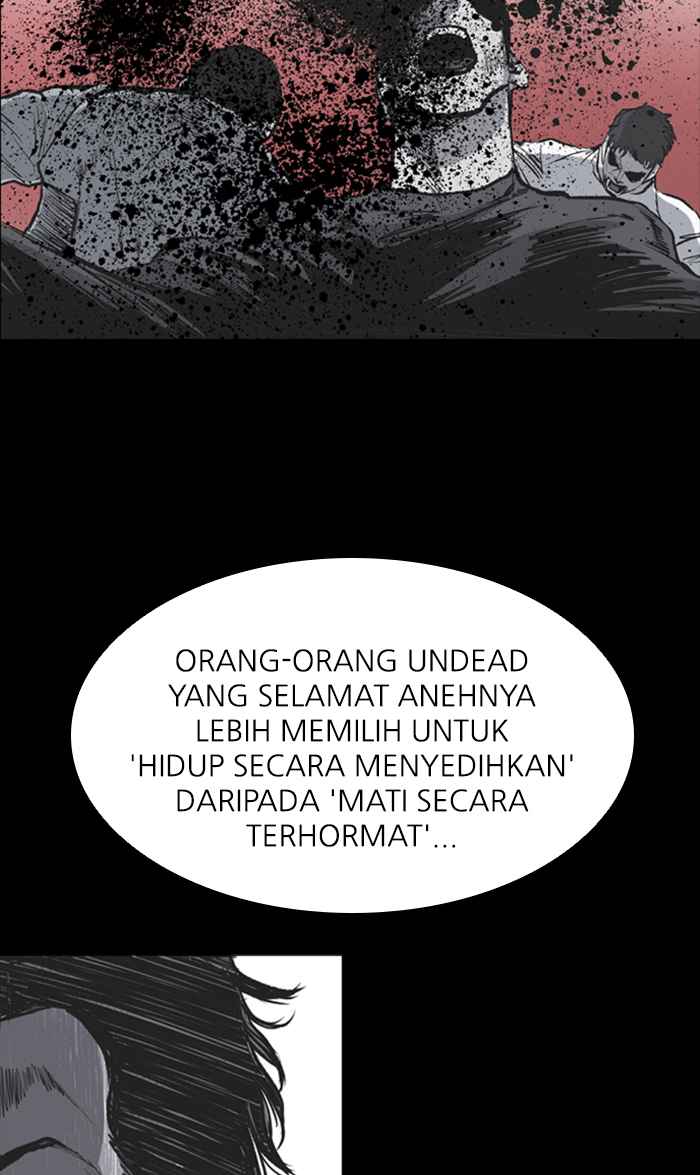 ORANG-ORANG UNDEAD
YANG SELAMAT ANEHNYA
LEBIH MEMILIH UNTUK
'HIDUP SECARA MENYEDIHKAN'
DARIPADA 'MATI SECARA
TERHORMAT'...